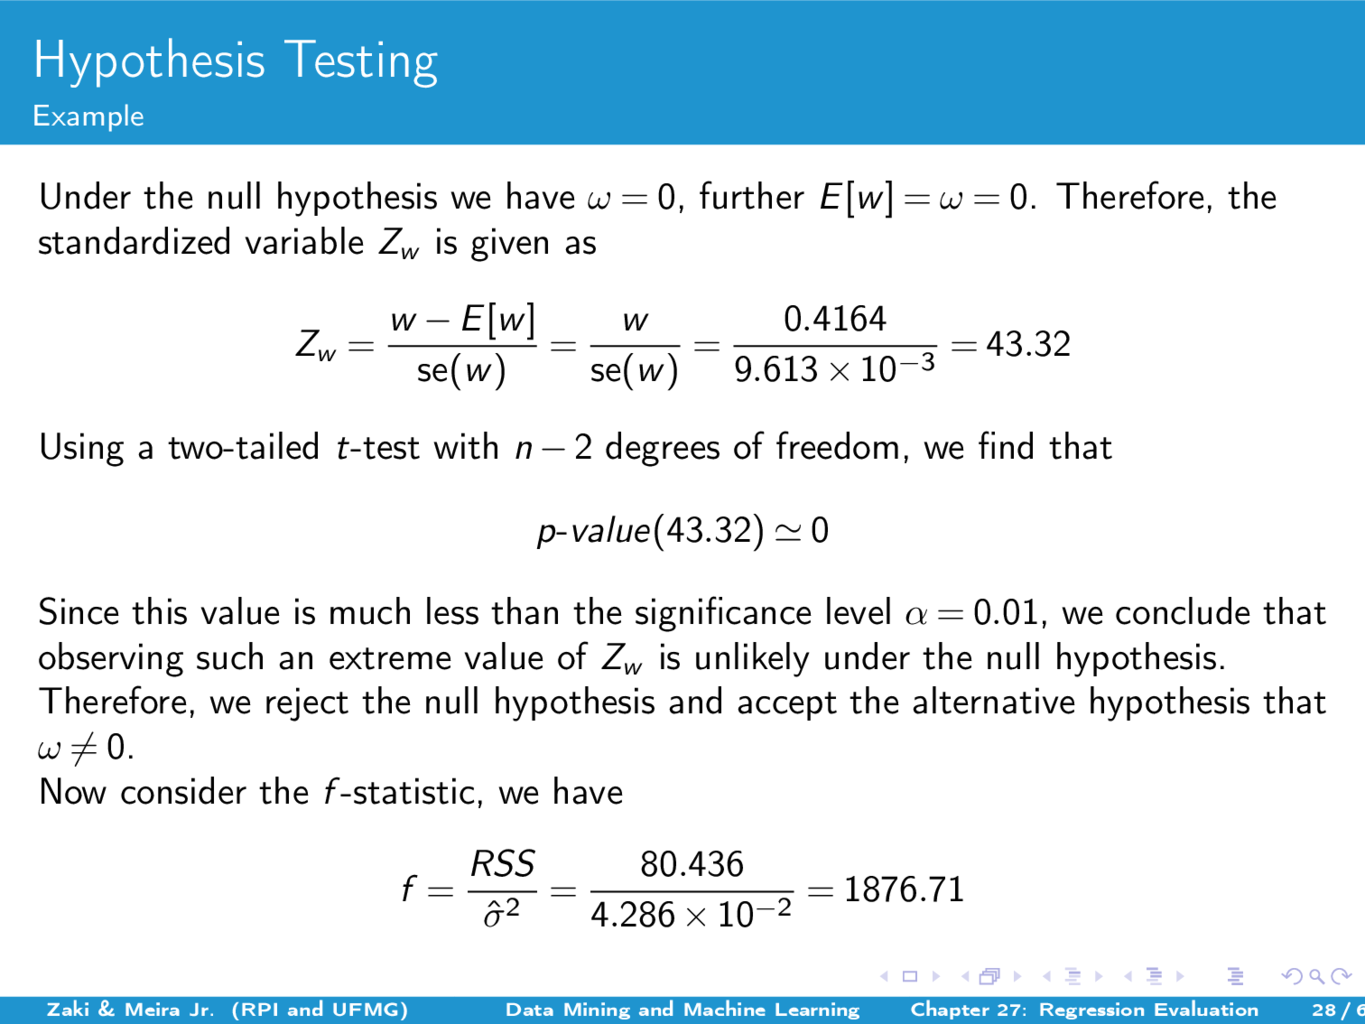 Hypothesis Testing
Example
Under the null hypothesis we have ω = 0, further E[w] = ω = 0. Therefore, the
standardized variable Z_w is given as
Z_w = \frac{w − E[w]}{se(w)} = \frac{w}{se(w)} = \frac{0.4164}{9.613 × 10^{−3}} = 43.32
Using a two-tailed t-test with n − 2 degrees of freedom, we find that
p-value(43.32) ≃ 0
Since this value is much less than the significance level α = 0.01, we conclude that
observing such an extreme value of Z_w is unlikely under the null hypothesis.
Therefore, we reject the null hypothesis and accept the alternative hypothesis that
ω ≠ 0.
Now consider the f-statistic, we have
f = \frac{RSS}{σ̂^2} = \frac{80.436}{4.286 × 10^{−2}} = 1876.71
Zaki & Meira Jr. (RPI and UFMG) Data Mining and Machine Learning Chapter 27: Regression Evaluation 28 / 6